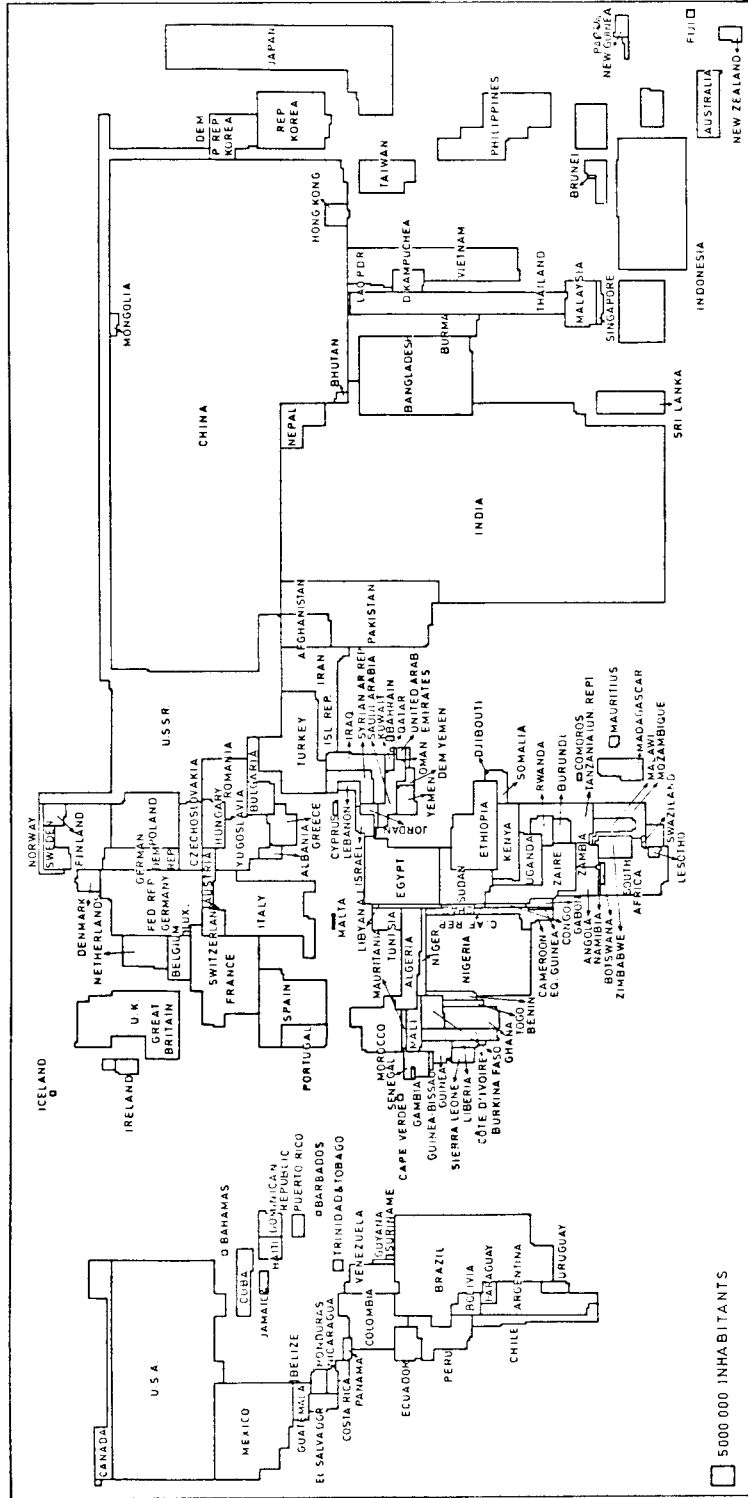 CANADA
U.S.A.
MEXICO
BAHAMAS
CUBA
JAMAICA
HAITI
DOMINICAN
REPUBLIC
PUERTO RICO
BARBADOS
TRINIDAD & TOBAGO
GUATEMALA
BELIZE
EL SALVADOR
HONDURAS
NICARAGUA
COSTA RICA
PANAMA
VENEZUELA
GUYANA
SURINAME
COLOMBIA
ECUADOR
BRAZIL
PERU
BOLIVIA
PARAGUAY
ARGENTINA
CHILE
URUGUAY
ICELAND
IRELAND
U.K.
GREAT
BRITAIN
NORWAY
SWEDEN
FINLAND
DENMARK
NETHERLAND
BELGIUM
LUX.
FED REP
GERMANY
GERMAN
DEM
REP
POLAND
CZECHOSLOVAKIA
AUSTRIA
HUNGARY
ROMANIA
SWITZERLAND
FRANCE
YUGOSLAVIA
BULGARIA
ITALY
ALBANIA
GREECE
SPAIN
PORTUGAL
MALTA
U.S.S.R.
TURKEY
CYPRUS
LEBANON
ISRAEL
JORDAN
IRAQ
SYRIAN AR REP
SAUDI ARABIA
KUWAIT
BAHRAIN
QATAR
UNITED ARAB
EMIRATES
OMAN
YEMEN
DEM YEMEN
ISL REP.
IRAN
AFGHANISTAN
PAKISTAN
MOROCCO
MAURITANIA
TUNISIA
LIBYAN A
ALGERIA
EGYPT
SENEGAL
CAPE VERDE
GAMBIA
GUINEA-BISSAO
GUINEA
SIERRA LEONE
LIBERIA
CÔTE D'IVOIRE
BURKINA FASO
GHANA
TOGO
BENIN
MALI
NIGER
NIGERIA
C AF REP
SUDAN
ETHIOPIA
DJIBOUTI
SOMALIA
KENYA
UGANDA
RWANDA
BURUNDI
ZAIRE
CAMEROON
EQ. GUINEA
CONGO
GABON
ANGOLA
NAMIBIA
BOTSWANA
ZIMBABWE
ZAMBIA
COMOROS
TANZANIA (UN. REP)
MAURITIUS
MADAGASCAR
MALAWI
MOZAMBIQUE
SOUTH
AFRICA
SWAZILAND
LESOTHO
MONGOLIA
CHINA
NEPAL
BHUTAN
INDIA
BANGLADESH
BURMA
SRI LANKA
HONG KONG
LAO PDR
D.KAMPUCHEA
VIETNAM
THAILAND
MALAYSIA
SINGAPORE
INDONESIA
BRUNEI
PHILIPPINES
TAIWAN
DEM
P REP
KOREA
REP
KOREA
JAPAN
PAPUA
NEW GUINEA
FIJI
AUSTRALIA
NEW ZEALAND
5000 000 INHABITANTS